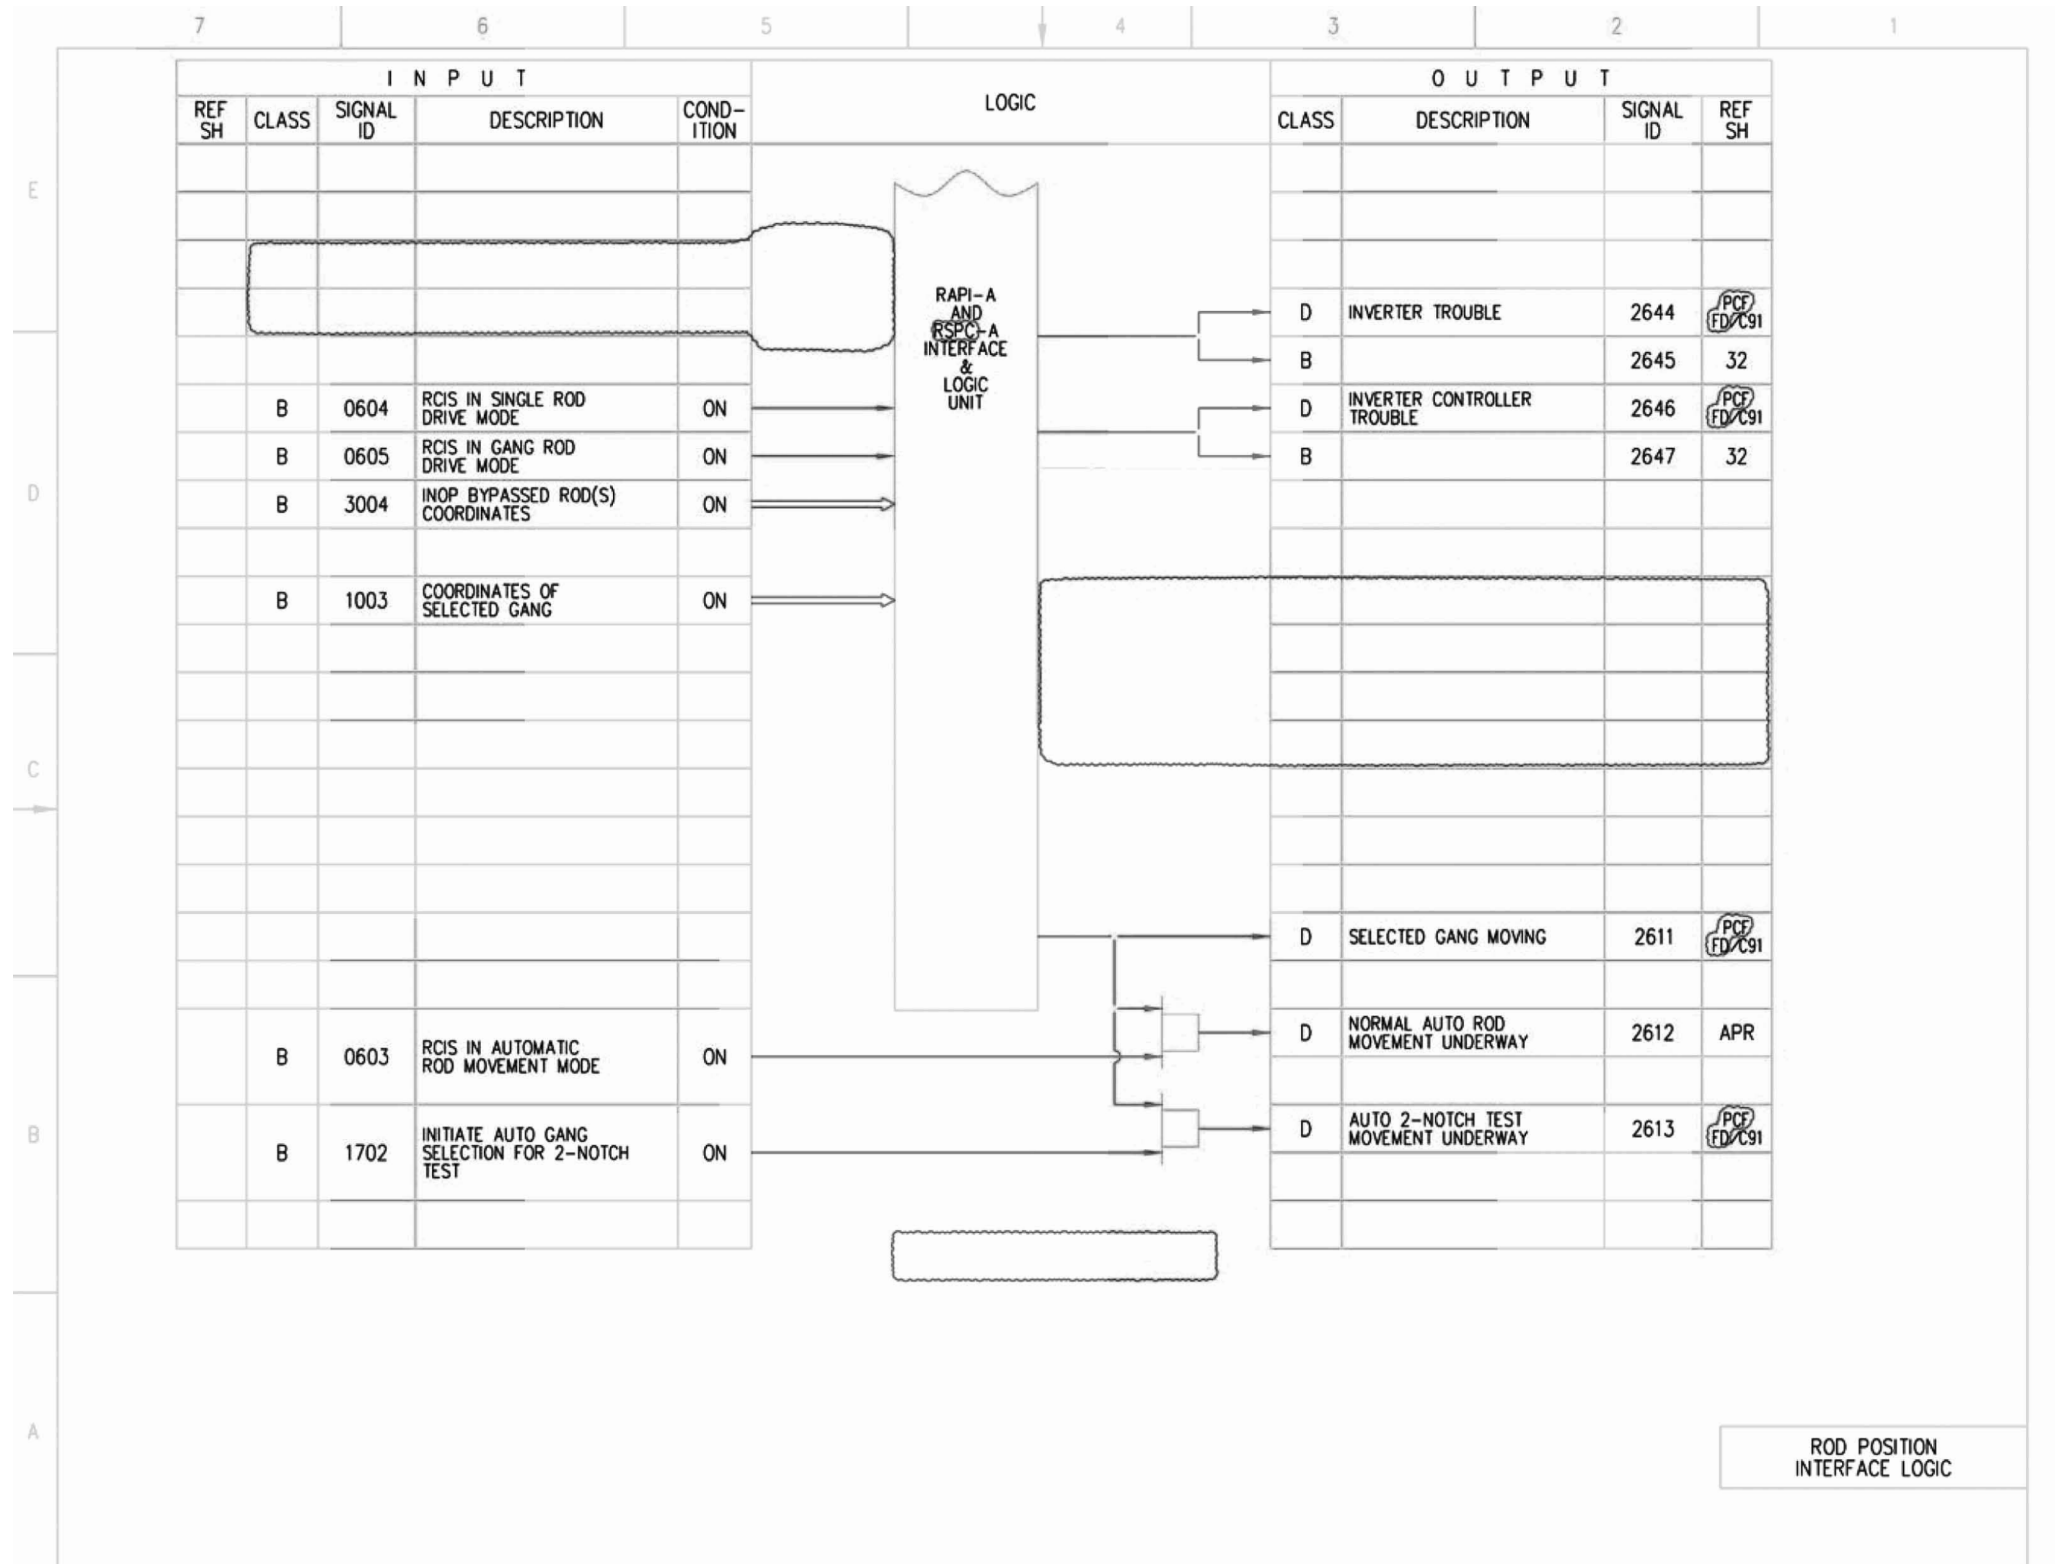 7 6 5 4 3 2 1
I N P U T
LOGIC
O U T P U T
REF SH
CLASS
SIGNAL ID
DESCRIPTION
COND-ITION
CLASS
DESCRIPTION
SIGNAL ID
REF SH
E
D
C
B
A
RAPI-A
AND
RSPC-A
INTERFACE
&
LOGIC
UNIT
B 0604 RCIS IN SINGLE ROD
DRIVE MODE ON
B 0605 RCIS IN GANG ROD
DRIVE MODE ON
B 3004 INOP BYPASSED ROD(S)
COORDINATES ON
B 1003 COORDINATES OF
SELECTED GANG ON
B 0603 RCIS IN AUTOMATIC
ROD MOVEMENT MODE ON
B 1702 INITIATE AUTO GANG
SELECTION FOR 2-NOTCH
TEST ON
D INVERTER TROUBLE 2644 PCF
FD/C91
B 2645 32
D INVERTER CONTROLLER
TROUBLE 2646 PCF
FD/C91
B 2647 32
D SELECTED GANG MOVING 2611 PCF
FD/C91
D NORMAL AUTO ROD
MOVEMENT UNDERWAY 2612 APR
D AUTO 2-NOTCH TEST
MOVEMENT UNDERWAY 2613 PCF
FD/C91
ROD POSITION
INTERFACE LOGIC